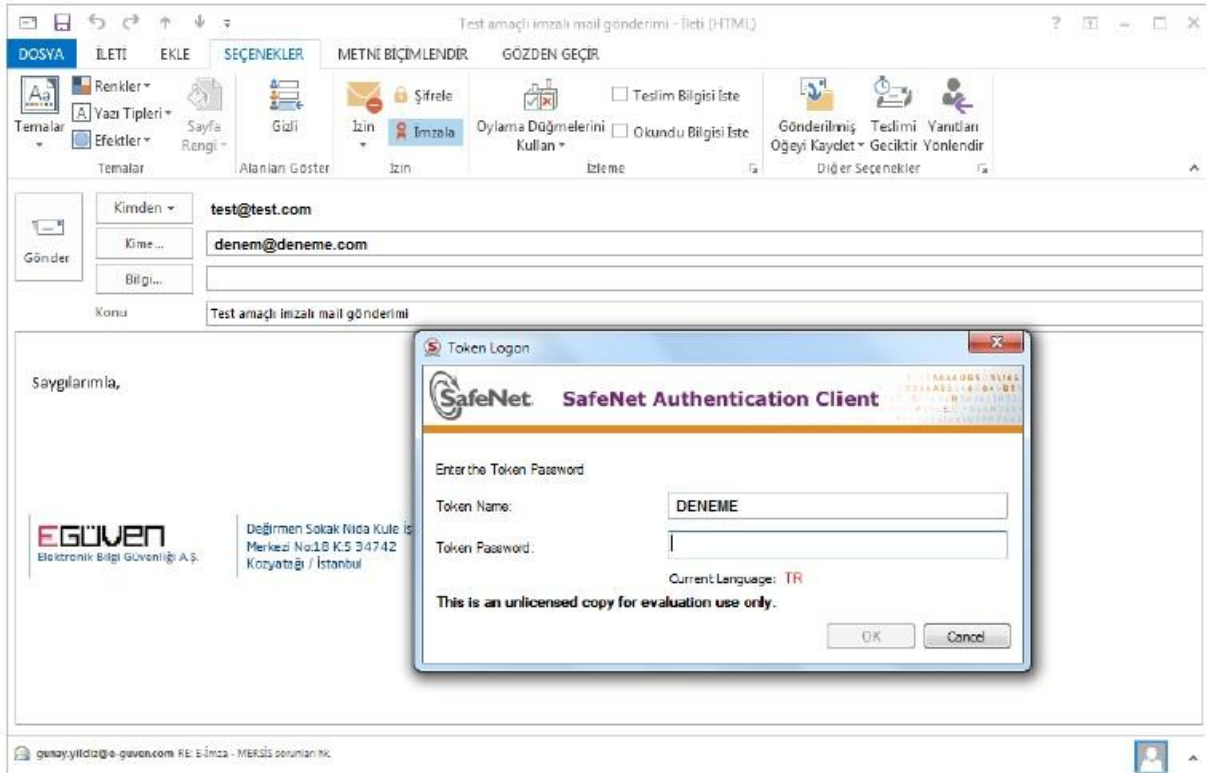 Test amaçlı imzalı mail gönderimi - İleti (HTML)
DOSYA İLETİ EKLE SEÇENEKLER METNİ BİÇİMLENDİR GÖZDEN GEÇİR
Aa Temalar
Renkler
A Yazı Tipleri
Efektler
Sayfa Rengi
Gizli
İzin
Şifrele
İmzala
Oylama Düğmelerini Kullan
Teslim Bilgisi İste
Okundu Bilgisi İste
Gönderilmiş Öğeyi Kaydet
Teslimi Geciktir
Yanıtları Yönlendir
Temalar Alanları Göster İzin İzleme Diğer Seçenekler
Gönder
Kimden test@test.com
Kime... denem@deneme.com
Bilgi...
Konu Test amaçlı imzalı mail gönderimi
Saygılarımla,
EGÜVEN
Elektronik Bilgi Güvenliği A.Ş.
Değirmen Sokak Nida Kule İş
Merkezi No:18 K:5 34742
Kozyatağı / İstanbul
Token Logon
SafeNet. SafeNet Authentication Client
Enter the Token Password
Token Name: DENEME
Token Password:
Current Language: TR
This is an unlicensed copy for evaluation use only.
OK Cancel
gunay.yildiz@e-guven.com RE: E-İmza - MERSİS sorunları hk.